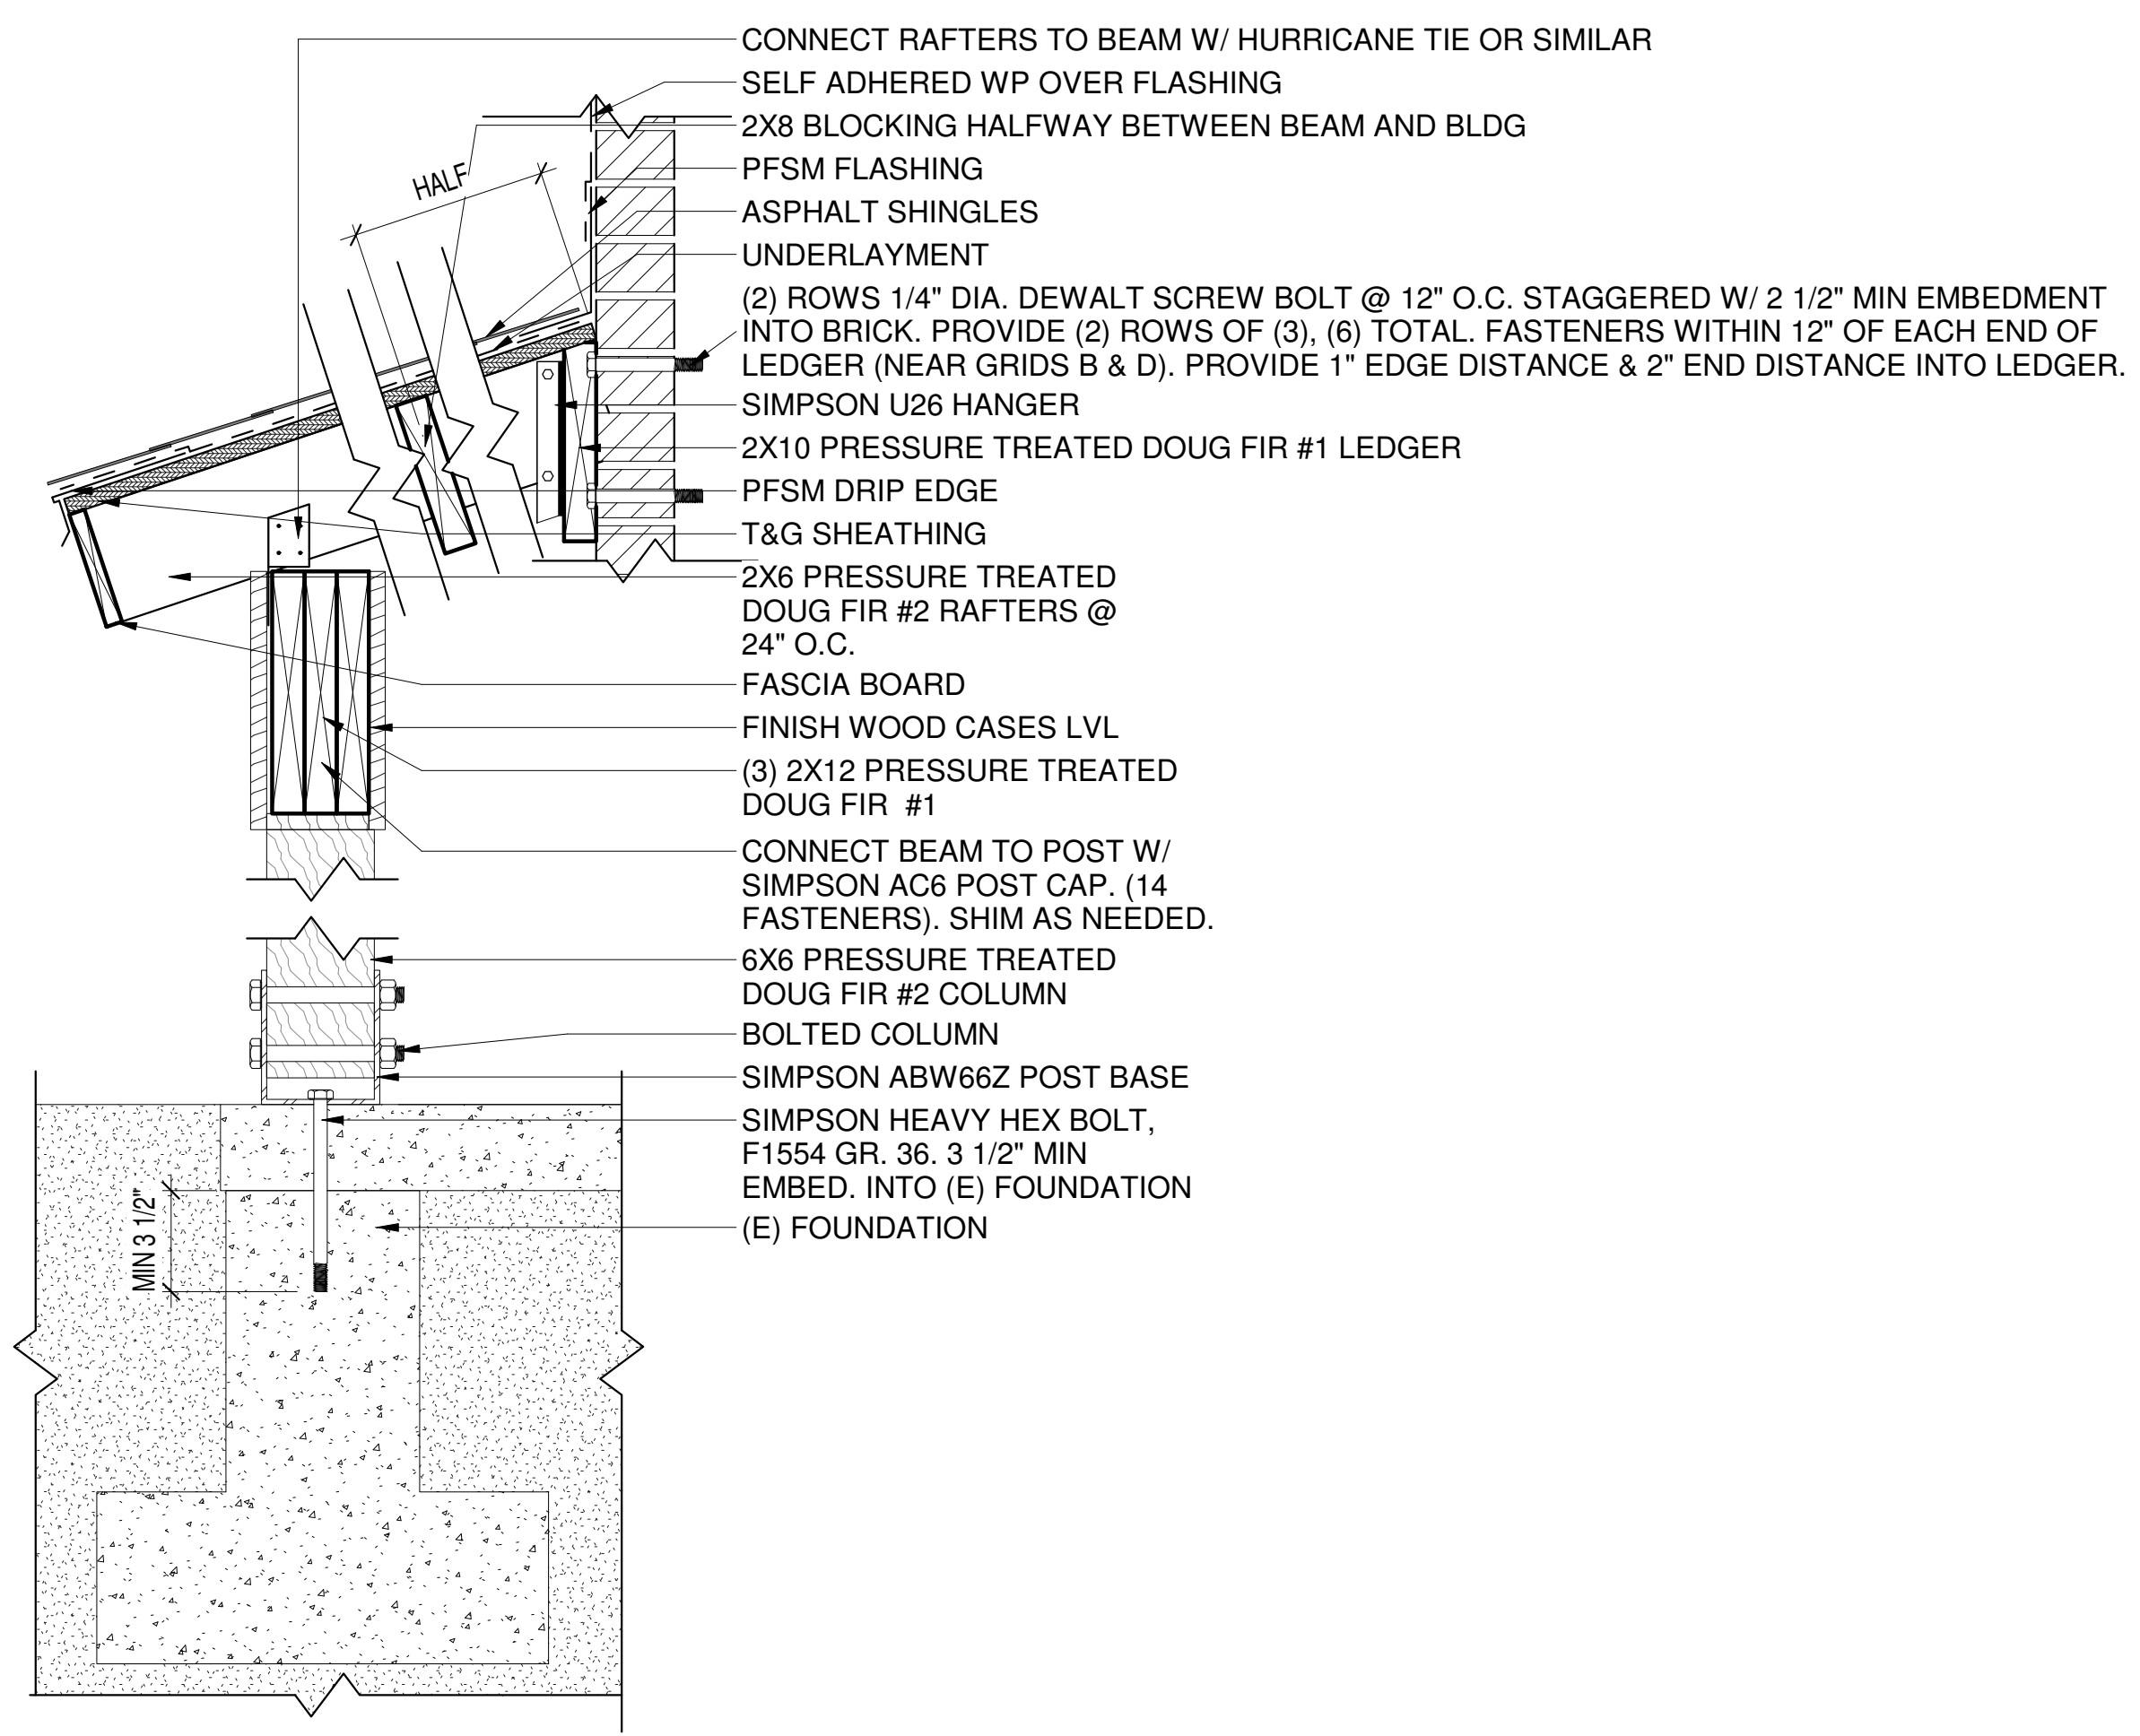 CONNECT RAFTERS TO BEAM W/ HURRICANE TIE OR SIMILAR
SELF ADHERED WP OVER FLASHING
2X8 BLOCKING HALFWAY BETWEEN BEAM AND BLDG
PFSM FLASHING
HALF
ASPHALT SHINGLES
UNDERLAYMENT
(2) ROWS 1/4" DIA. DEWALT SCREW BOLT @ 12" O.C. STAGGERED W/ 2 1/2" MIN EMBEDMENT
INTO BRICK. PROVIDE (2) ROWS OF (3), (6) TOTAL. FASTENERS WITHIN 12" OF EACH END OF
LEDGER (NEAR GRIDS B & D). PROVIDE 1" EDGE DISTANCE & 2" END DISTANCE INTO LEDGER.
SIMPSON U26 HANGER
2X10 PRESSURE TREATED DOUG FIR #1 LEDGER
PFSM DRIP EDGE
T&G SHEATHING
2X6 PRESSURE TREATED
DOUG FIR #2 RAFTERS @
24" O.C.
FASCIA BOARD
FINISH WOOD CASES LVL
(3) 2X12 PRESSURE TREATED
DOUG FIR #1
CONNECT BEAM TO POST W/
SIMPSON AC6 POST CAP. (14
FASTENERS). SHIM AS NEEDED.
6X6 PRESSURE TREATED
DOUG FIR #2 COLUMN
BOLTED COLUMN
SIMPSON ABW66Z POST BASE
SIMPSON HEAVY HEX BOLT,
F1554 GR. 36. 3 1/2" MIN
EMBED. INTO (E) FOUNDATION
(E) FOUNDATION
MIN 3 1/2"